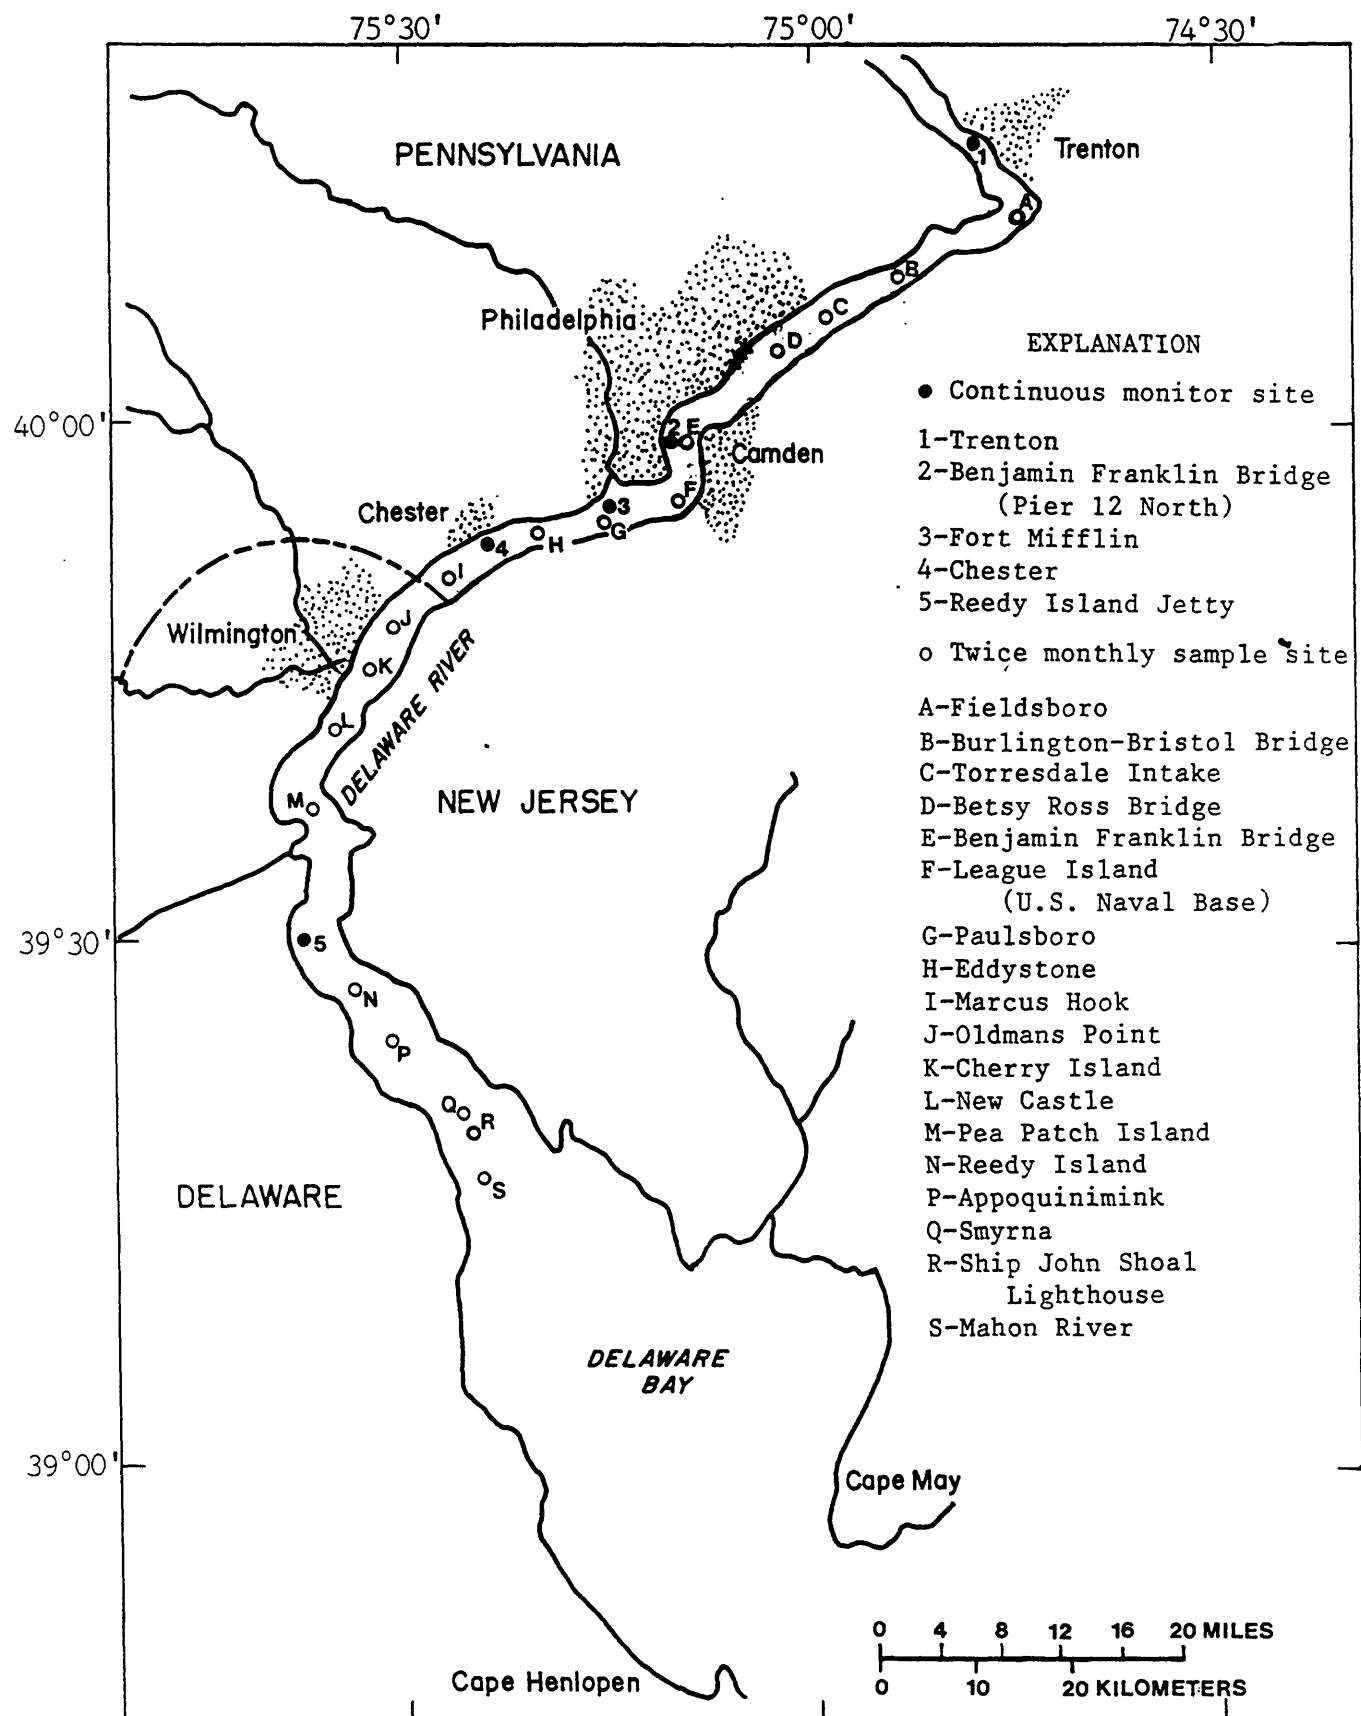 75°30' 75°00' 74°30'
PENNSYLVANIA
1
Trenton
A
B
Philadelphia
C
D
EXPLANATION
● Continuous monitor site
40°00'
2 E
Camden
1-Trenton
2-Benjamin Franklin Bridge
(Pier 12 North)
F
Chester
3
G
H
4
3-Fort Mifflin
4-Chester
5-Reedy Island Jetty
I
J
Wilmington
K
o Twice monthly sample site
L
DELAWARE RIVER
M
NEW JERSEY
A-Fieldsboro
B-Burlington-Bristol Bridge
C-Torresdale Intake
D-Betsy Ross Bridge
E-Benjamin Franklin Bridge
F-League Island
(U.S. Naval Base)
39°30'
5
G-Paulsboro
H-Eddystone
I-Marcus Hook
J-Oldmans Point
K-Cherry Island
L-New Castle
M-Pea Patch Island
N-Reedy Island
P-Appoquinimink
Q-Smyrna
R-Ship John Shoal
Lighthouse
S-Mahon River
N
P
Q
R
S
DELAWARE
DELAWARE
BAY
39°00'
Cape May
Cape Henlopen
0 4 8 12 16 20 MILES
0 10 20 KILOMETERS